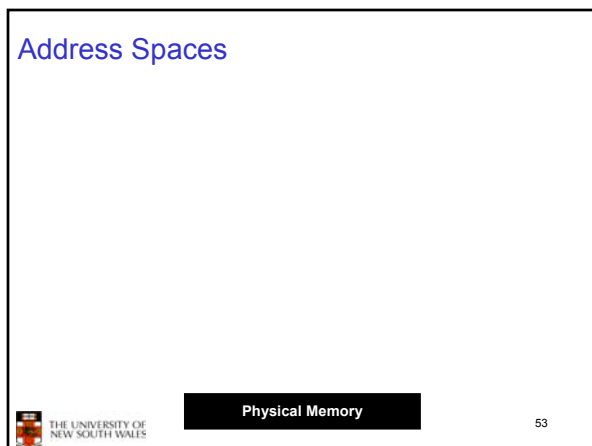 Address Spaces
Physical Memory
THE UNIVERSITY OF
NEW SOUTH WALES
53